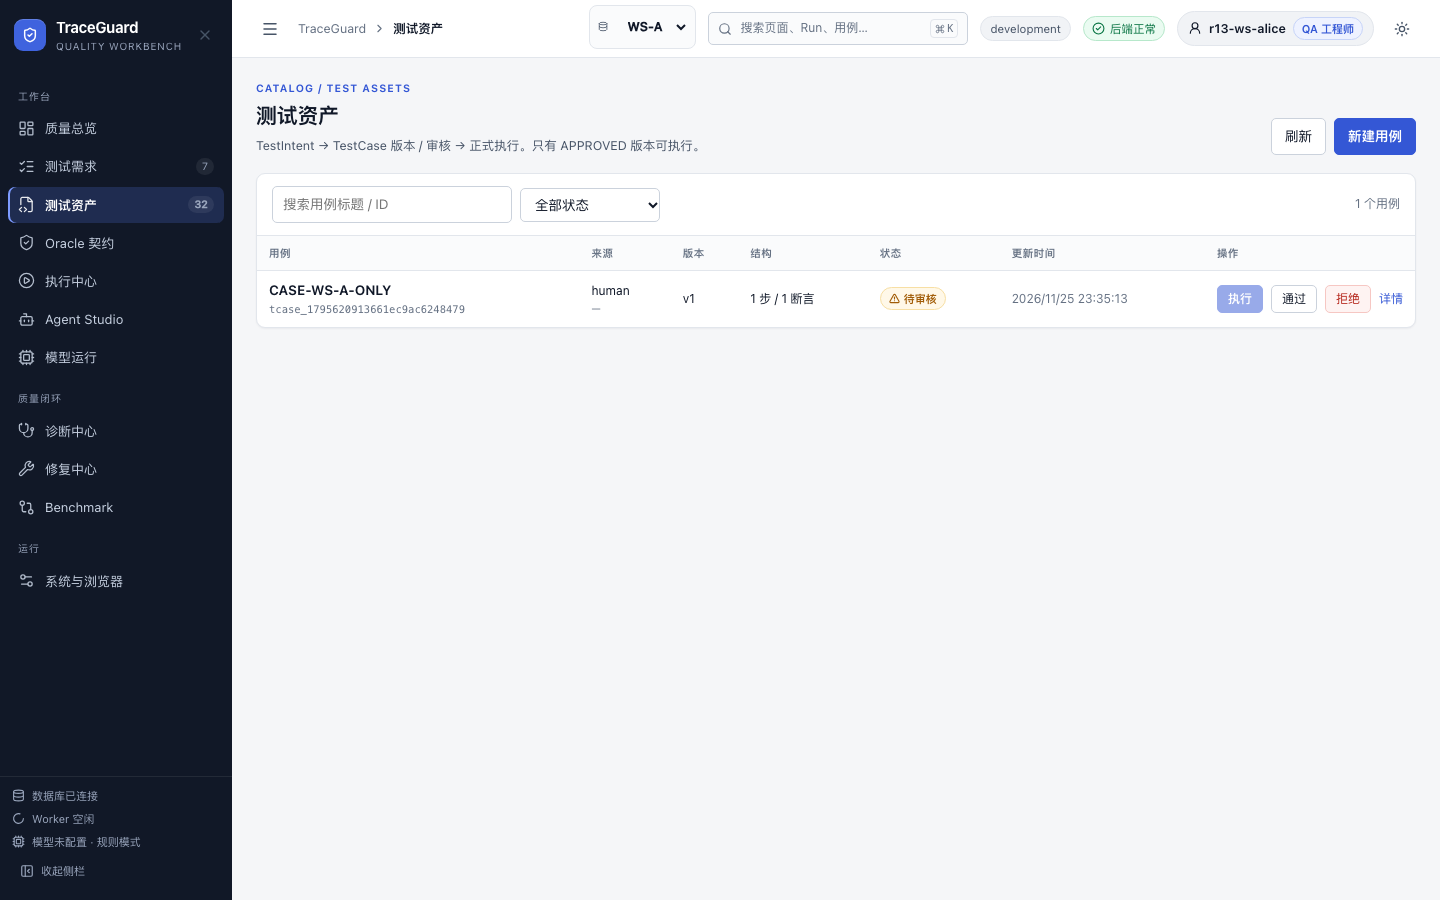 TraceGuard
QUALITY WORKBENCH
工作台
质量总览
测试需求 7
测试资产 32
Oracle 契约
执行中心
Agent Studio
模型运行
质量闭环
诊断中心
修复中心
Benchmark
运行
系统与浏览器
数据库已连接
Worker 空闲
模型未配置 · 规则模式
收起侧栏
TraceGuard > 测试资产
WS-A
搜索页面、Run、用例... ⌘ K
development
后端正常
r13-ws-alice QA 工程师
CATALOG / TEST ASSETS
测试资产
TestIntent → TestCase 版本 / 审核 → 正式执行。只有 APPROVED 版本可执行。
刷新 新建用例
搜索用例标题 / ID 全部状态 1 个用例
用例 来源 版本 结构 状态 更新时间 操作
CASE-WS-A-ONLY human v1 1 步 / 1 断言 待审核 2026/11/25 23:35:13 执行 通过 拒绝 详情
tcase_1795620913661ec9ac6248479 —